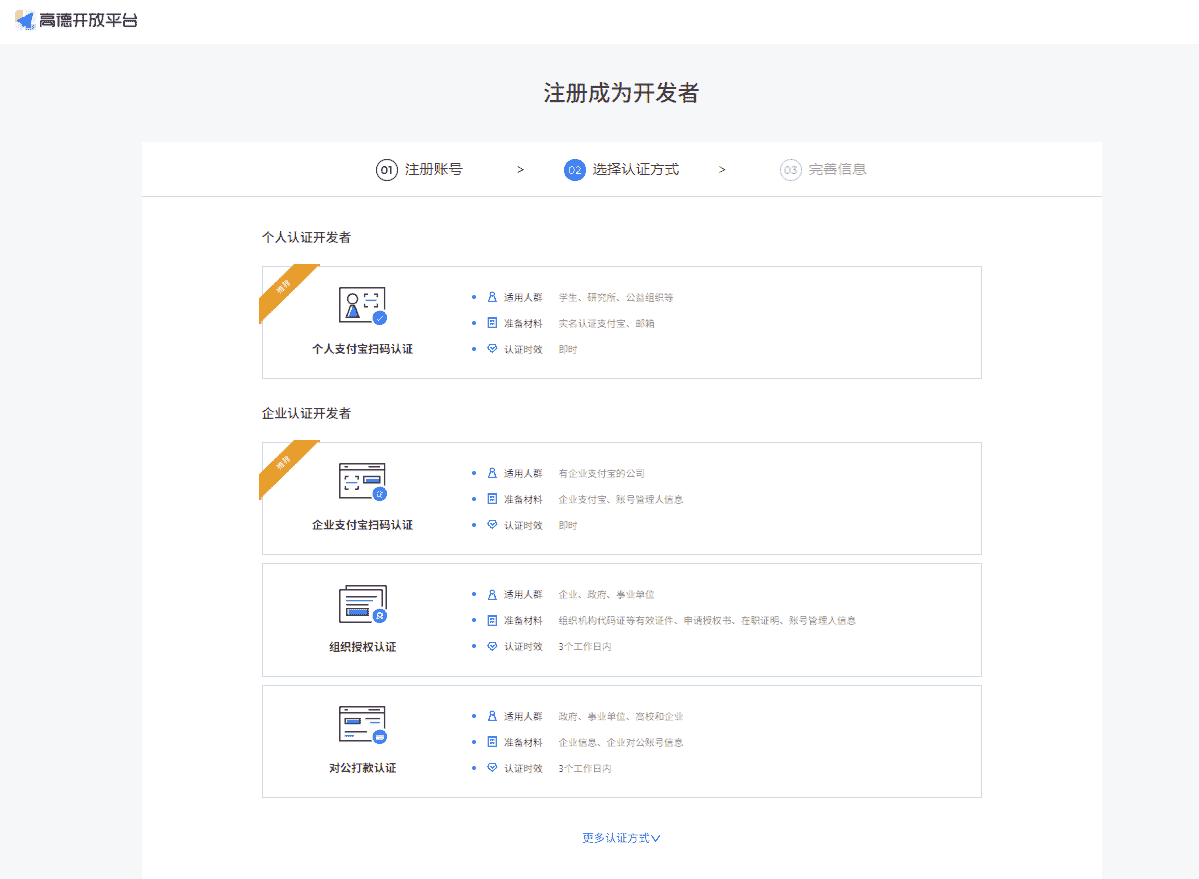 高德开放平台
注册成为开发者
01 注册账号 > 02 选择认证方式 > 03 完善信息
个人认证开发者
推荐
个人支付宝扫码认证
适用人群 学生、研究所、公益组织等
准备材料 实名认证支付宝、邮箱
认证时效 即时
企业认证开发者
推荐
企业支付宝扫码认证
适用人群 有企业支付宝的公司
准备材料 企业支付宝、账号管理人信息
认证时效 即时
组织授权认证
适用人群 企业、政府、事业单位
准备材料 组织机构代码证等有效证件、申请授权书、在职证明、账号管理人信息
认证时效 3个工作日内
对公打款认证
适用人群 政府、事业单位、高校和企业
准备材料 企业信息、企业对公账号信息
认证时效 3个工作日内
更多认证方式